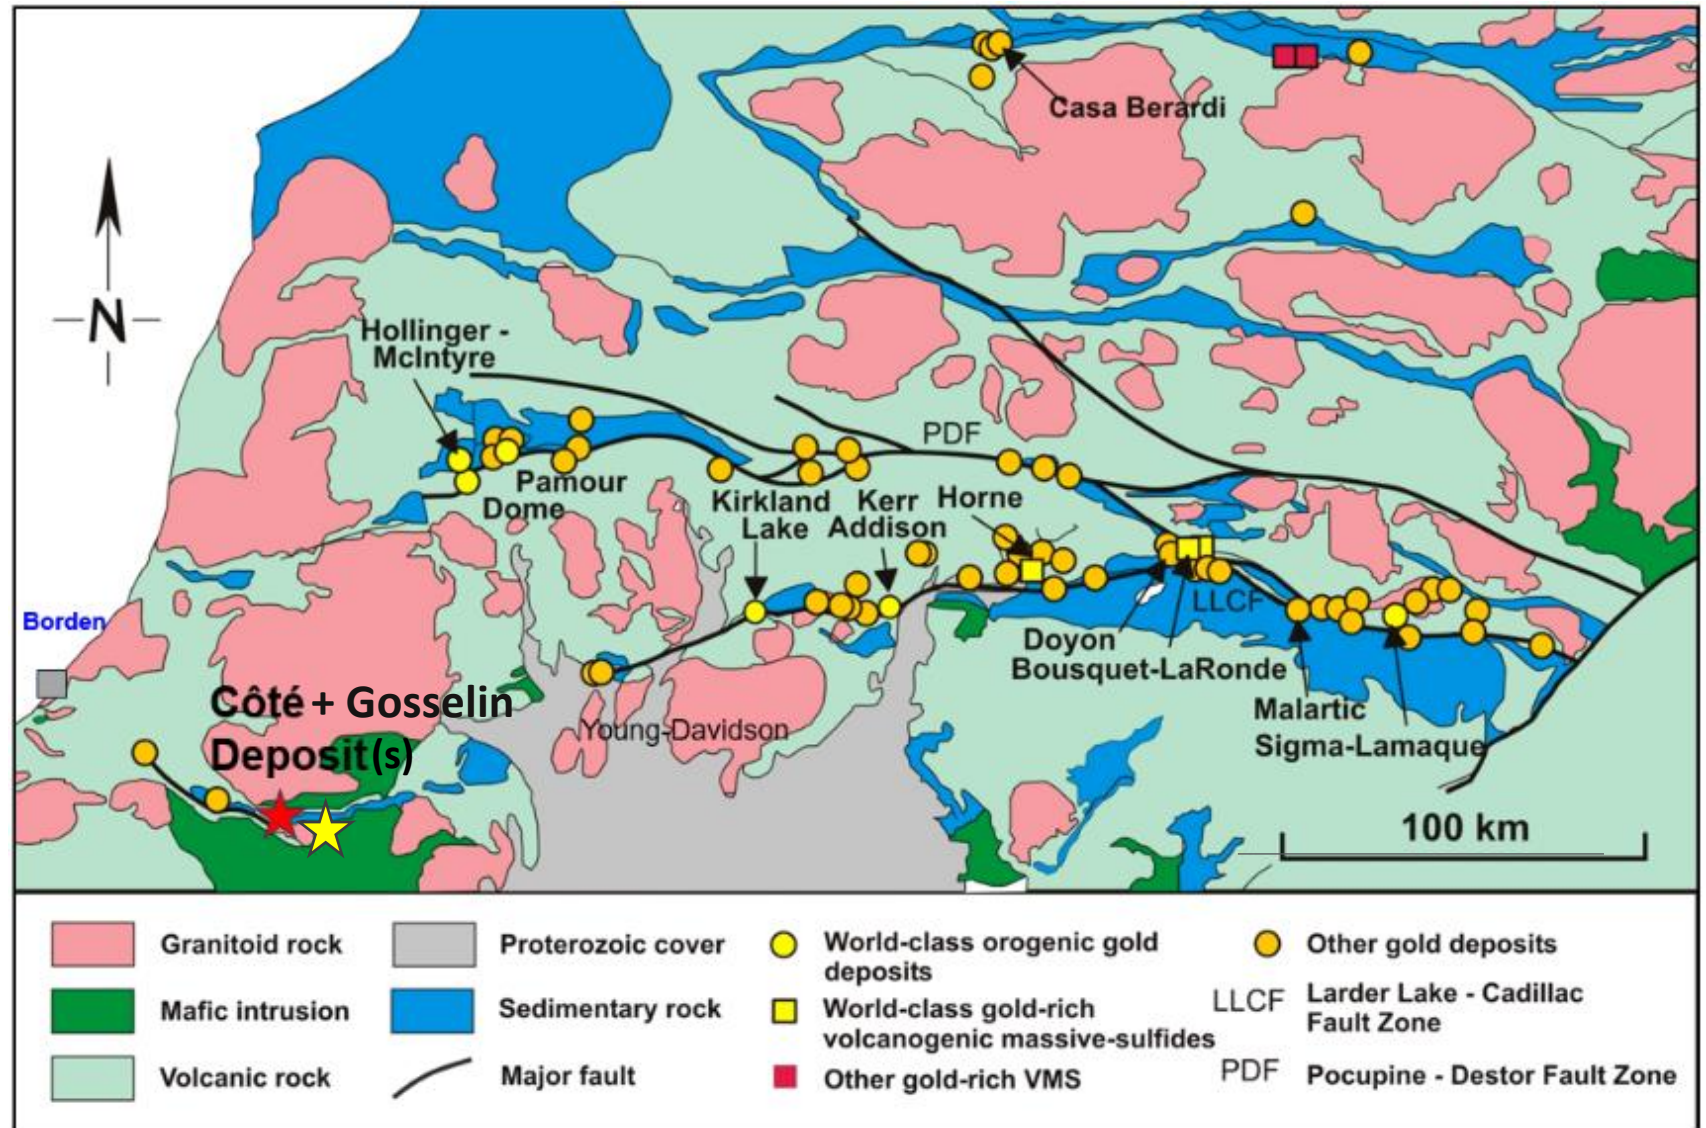 Casa Berardi
N
Hollinger -
McIntyre
PDF
Pamour
Dome
Kirkland
Lake
Kerr
Addison
Horne
Borden
LLCF
Doyon
Bousquet-LaRonde
Côté + Gosselin
Deposit(s)
Young-Davidson
Malartic
Sigma-Lamaque
100 km
Granitoid rock
Mafic intrusion
Volcanic rock
Proterozoic cover
Sedimentary rock
Major fault
World-class orogenic gold
deposits
World-class gold-rich
volcanogenic massive-sulfides
Other gold-rich VMS
Other gold deposits
LLCF
Larder Lake - Cadillac
Fault Zone
PDF
Pocupine - Destor Fault Zone